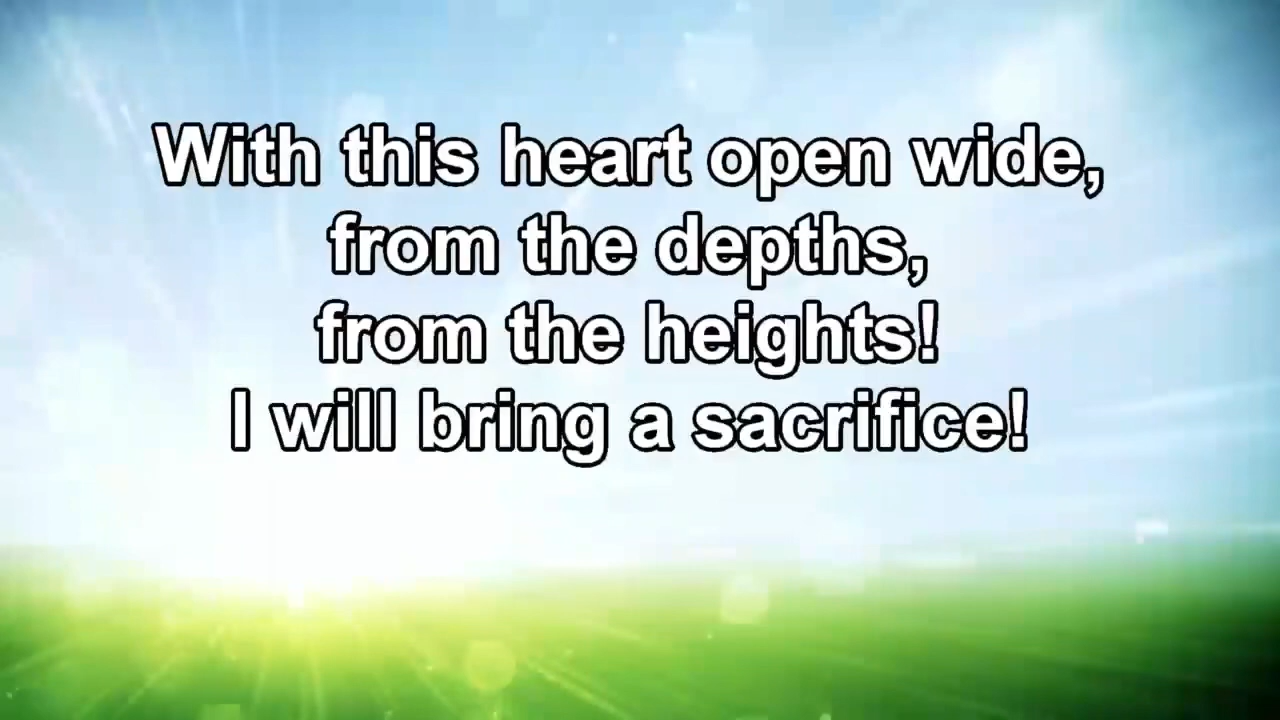 With this heart open wide,
from the depths,
from the heights!
I will bring a sacrifice!